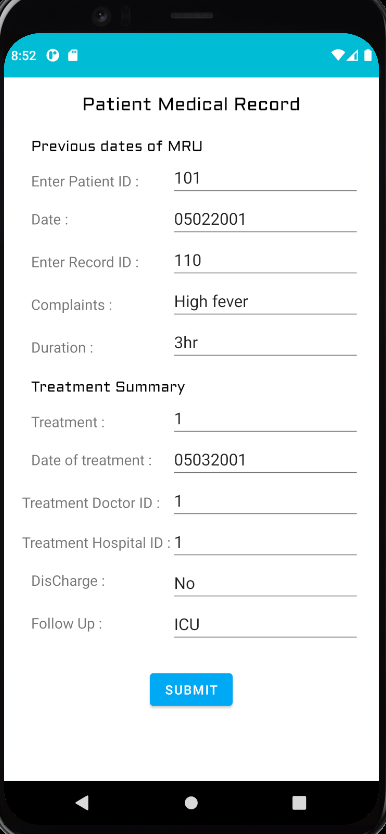 8:52
Patient Medical Record
Previous dates of MRU
Enter Patient ID : 101
Date : 05022001
Enter Record ID : 110
Complaints : High fever
Duration : 3hr
Treatment Summary
Treatment : 1
Date of treatment : 05032001
Treatment Doctor ID : 1
Treatment Hospital ID : 1
DisCharge : No
Follow Up : ICU
SUBMIT